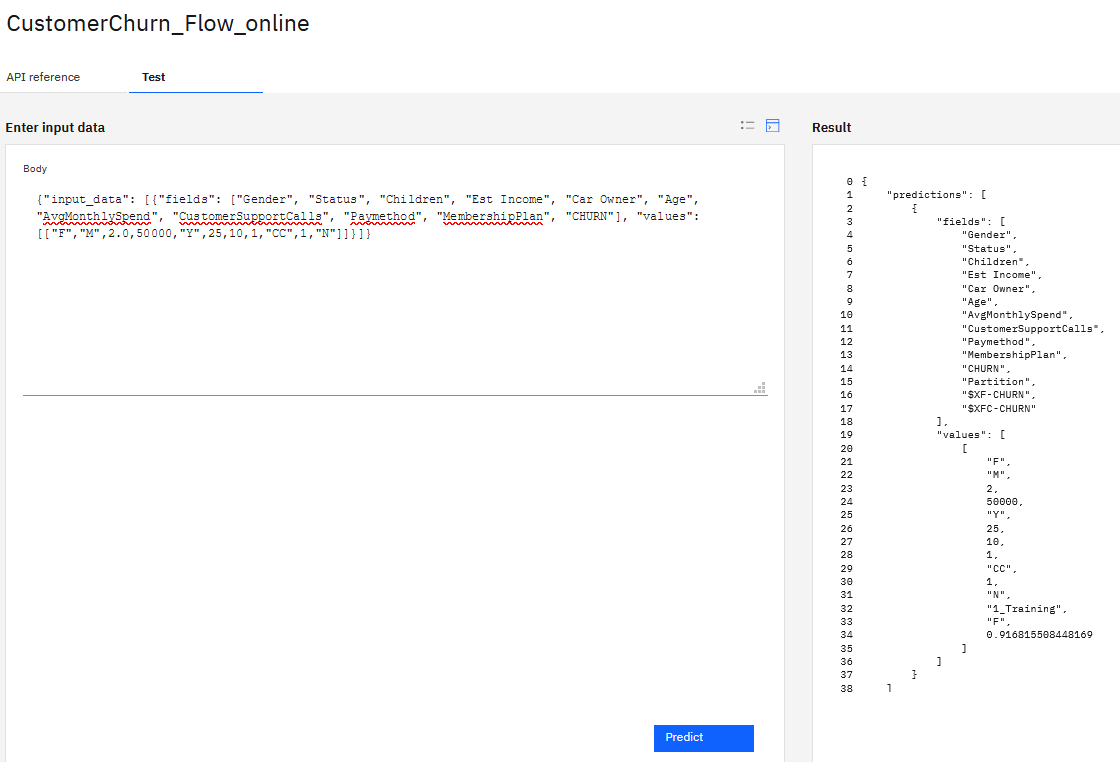 CustomerChurn_Flow_online
API reference
Test
Enter input data
Body
{"input_data": [{"fields": ["Gender", "Status", "Children", "Est Income", "Car Owner", "Age",
"AvgMonthlySpend", "CustomerSupportCalls", "Paymethod", "MembershipPlan", "CHURN"], "values":
[["F","M",2.0,50000,"Y",25,10,1,"CC",1,"N"]]}]}
Predict
Result
0 {
1 "predictions": [
2 {
3 "fields": [
4 "Gender",
5 "Status",
6 "Children",
7 "Est Income",
8 "Car Owner",
9 "Age",
10 "AvgMonthlySpend",
11 "CustomerSupportCalls",
12 "Paymethod",
13 "MembershipPlan",
14 "CHURN",
15 "Partition",
16 "$XF-CHURN",
17 "$XFC-CHURN"
18 ],
19 "values": [
20 [
21 "F",
22 "M",
23 2,
24 50000,
25 "Y",
26 25,
27 10,
28 1,
29 "CC",
30 1,
31 "N",
32 "1_Training",
33 "F",
34 0.916815508448169
35 ]
36 ]
37 }
38 ]